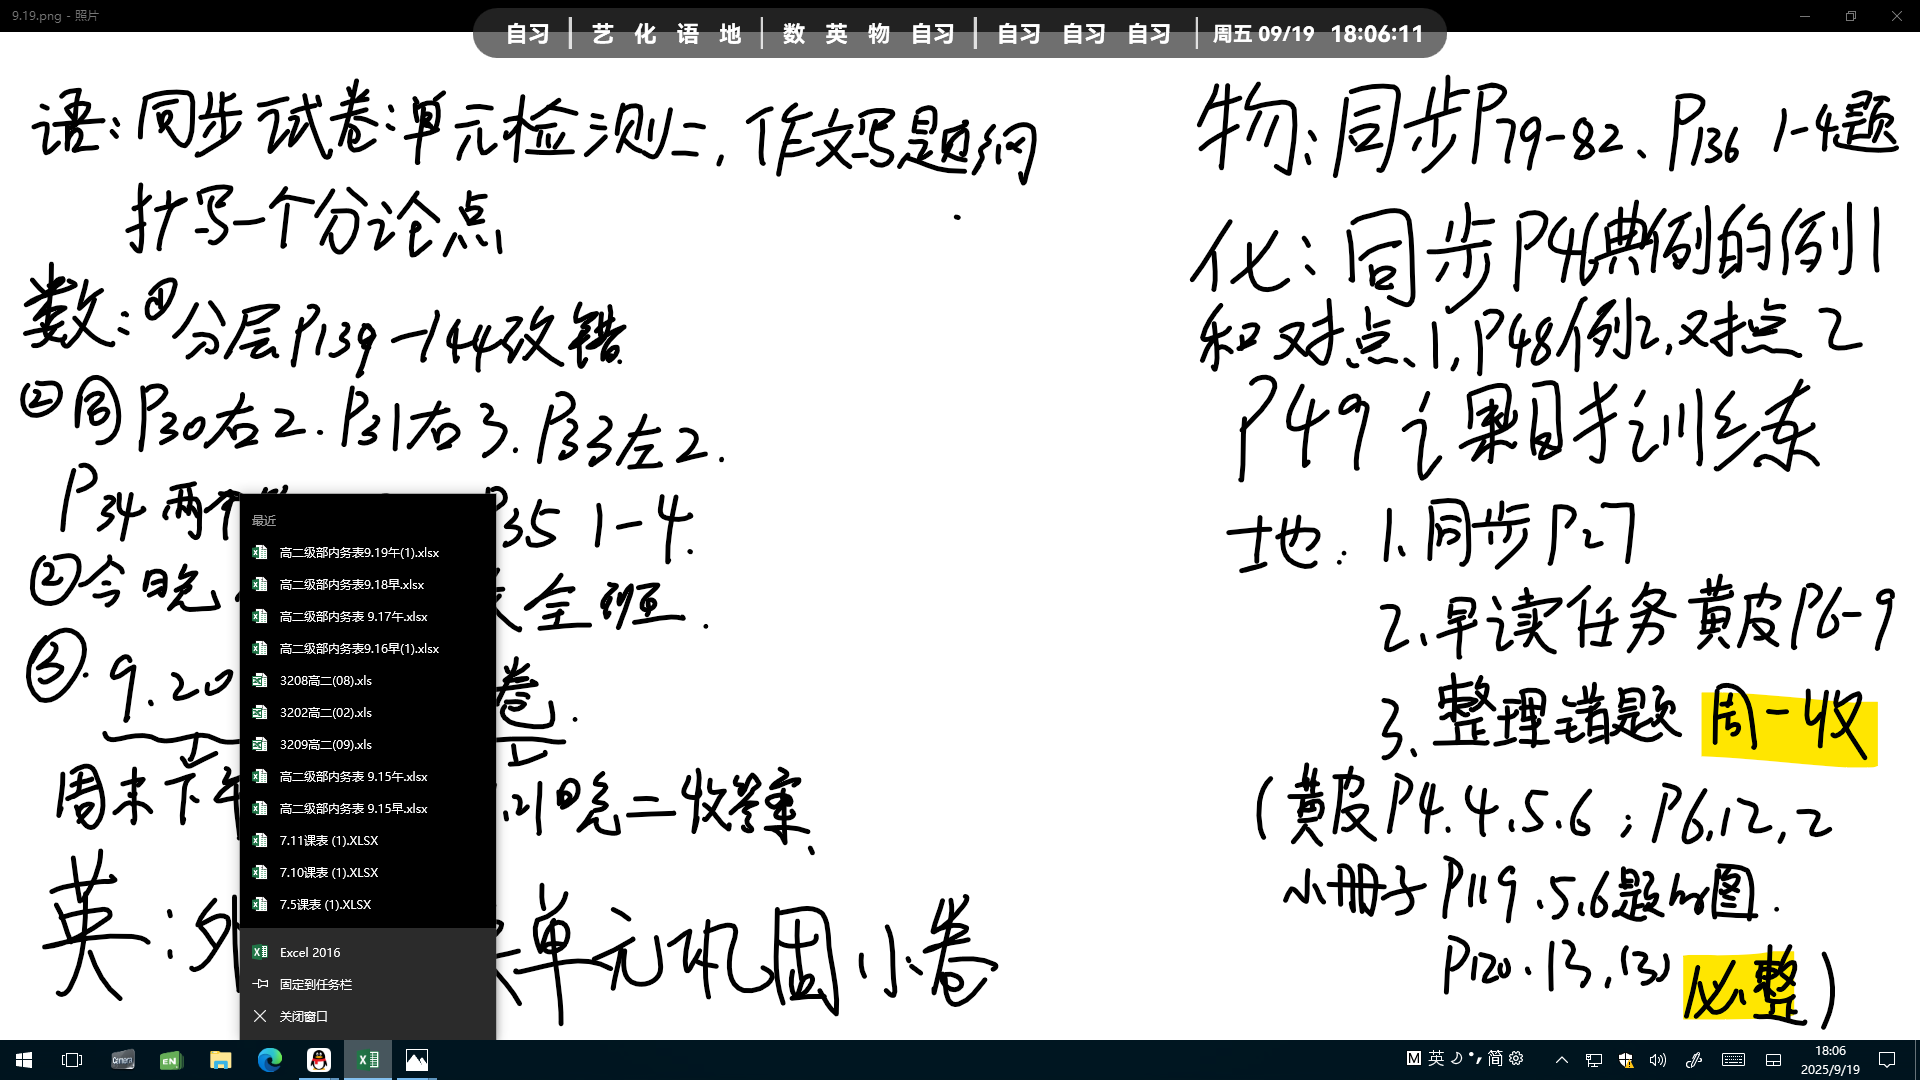 9.19.png - 照片
自习 | 艺 化 语 地 | 数 英 物 自习 | 自习 自习 自习 | 周五 09/19 18:06:11
语:同步试卷:单元检测二,作文写题纲
抄写一个分论点
数:①分层P139-144改错.
②同P30右2.P31右3.P33左2.
P34两个 P35 1-4.
②今晚 全班.
③.9.20 卷.
周末下午 .21日晚二收答案.
英:外 单元巩固小卷
物:同步P79-82、P136 1-4题
化:同步P46典例的例1
和对点、1,P48例2,对点2
P49 课时训练
地:1.同步P27
2.早读任务黄皮P6-9
3.整理错题 周一收
(黄皮P4.4.5.6;P6.12,2
小册子P119.5.6题 图.
P120.13,(3) 必整)
最近
高二级部内务表9.19午(1).xlsx
高二级部内务表9.18早.xlsx
高二级部内务表 9.17午.xlsx
高二级部内务表9.16早(1).xlsx
3208高二(08).xls
3202高二(02).xls
3209高二(09).xls
高二级部内务表 9.15午.xlsx
高二级部内务表 9.15早.xlsx
7.11课表 (1).XLSX
7.10课表 (1).XLSX
7.5课表 (1).XLSX
Excel 2016
固定到任务栏
关闭窗口
EN
M 英 简
18:06
2025/9/19